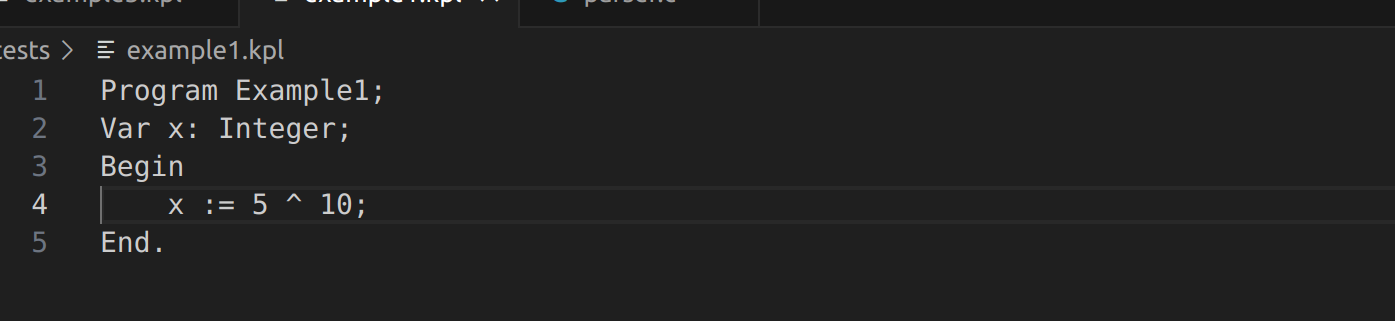 tests > example1.kpl
1 Program Example1;
2 Var x: Integer;
3 Begin
4     x := 5 ^ 10;
5 End.